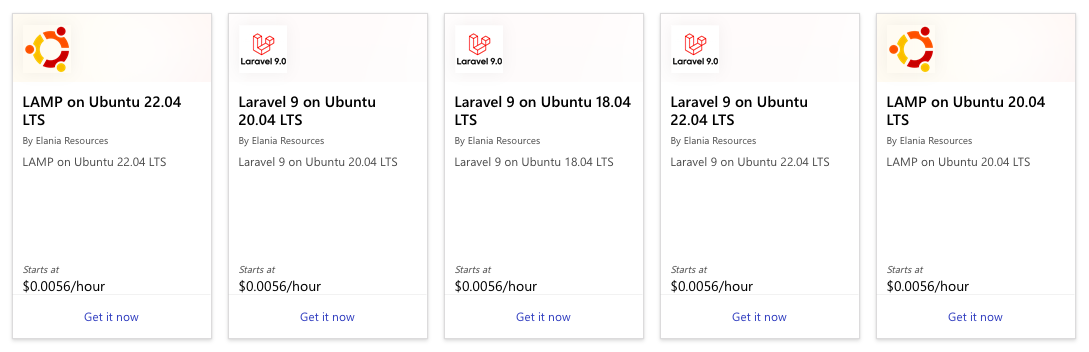 LAMP on Ubuntu 22.04
LTS
By Elania Resources
LAMP on Ubuntu 22.04 LTS
Starts at
$0.0056/hour
Get it now
Laravel 9.0
Laravel 9 on Ubuntu
20.04 LTS
By Elania Resources
Laravel 9 on Ubuntu 20.04 LTS
Starts at
$0.0056/hour
Get it now
Laravel 9.0
Laravel 9 on Ubuntu 18.04
LTS
By Elania Resources
Laravel 9 on Ubuntu 18.04 LTS
Starts at
$0.0056/hour
Get it now
Laravel 9.0
Laravel 9 on Ubuntu
22.04 LTS
By Elania Resources
Laravel 9 on Ubuntu 22.04 LTS
Starts at
$0.0056/hour
Get it now
LAMP on Ubuntu 20.04
LTS
By Elania Resources
LAMP on Ubuntu 20.04 LTS
Starts at
$0.0056/hour
Get it now